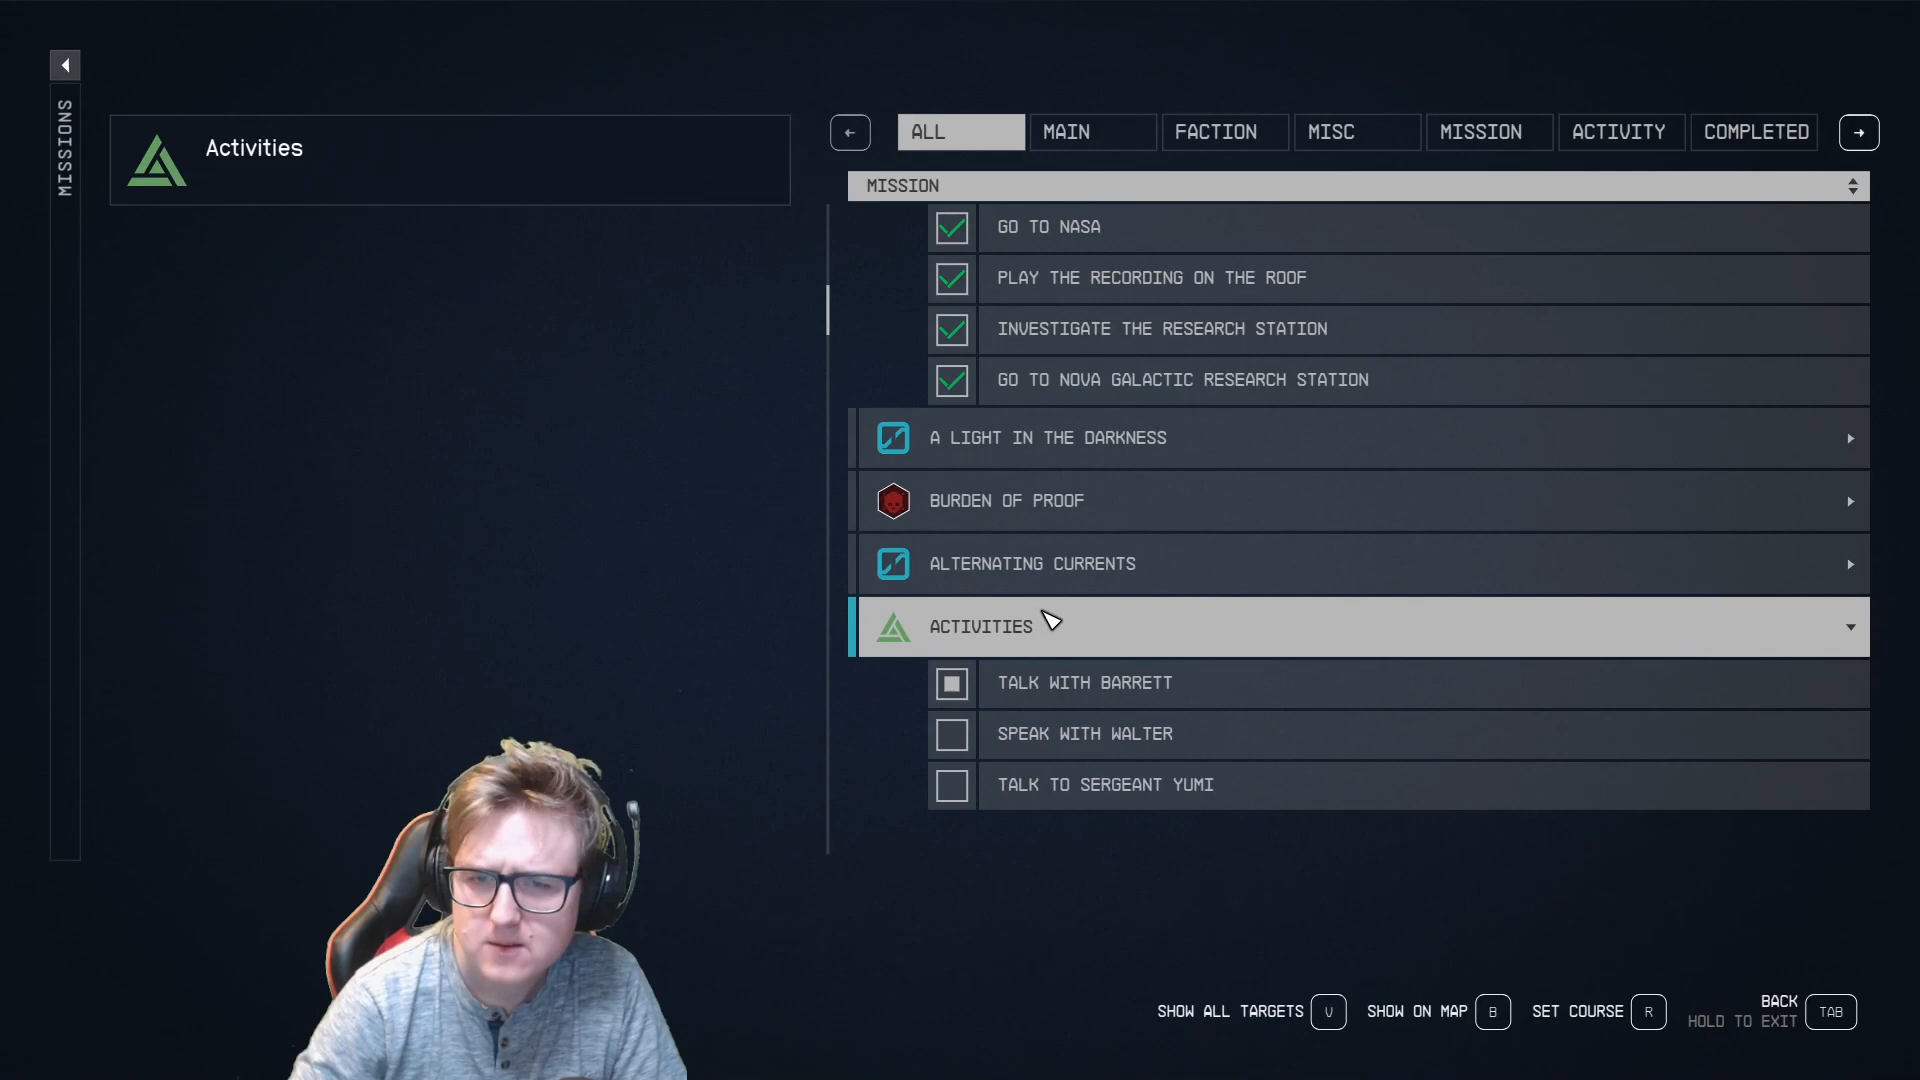 MISSIONS
Activities
ALL
MAIN
FACTION
MISC
MISSION
ACTIVITY
COMPLETED
MISSION
GO TO NASA
PLAY THE RECORDING ON THE ROOF
INVESTIGATE THE RESEARCH STATION
GO TO NOVA GALACTIC RESEARCH STATION
A LIGHT IN THE DARKNESS
BURDEN OF PROOF
ALTERNATING CURRENTS
ACTIVITIES
TALK WITH BARRETT
SPEAK WITH WALTER
TALK TO SERGEANT YUMI
SHOW ALL TARGETS V
SHOW ON MAP B
SET COURSE R
BACK TAB
HOLD TO EXIT